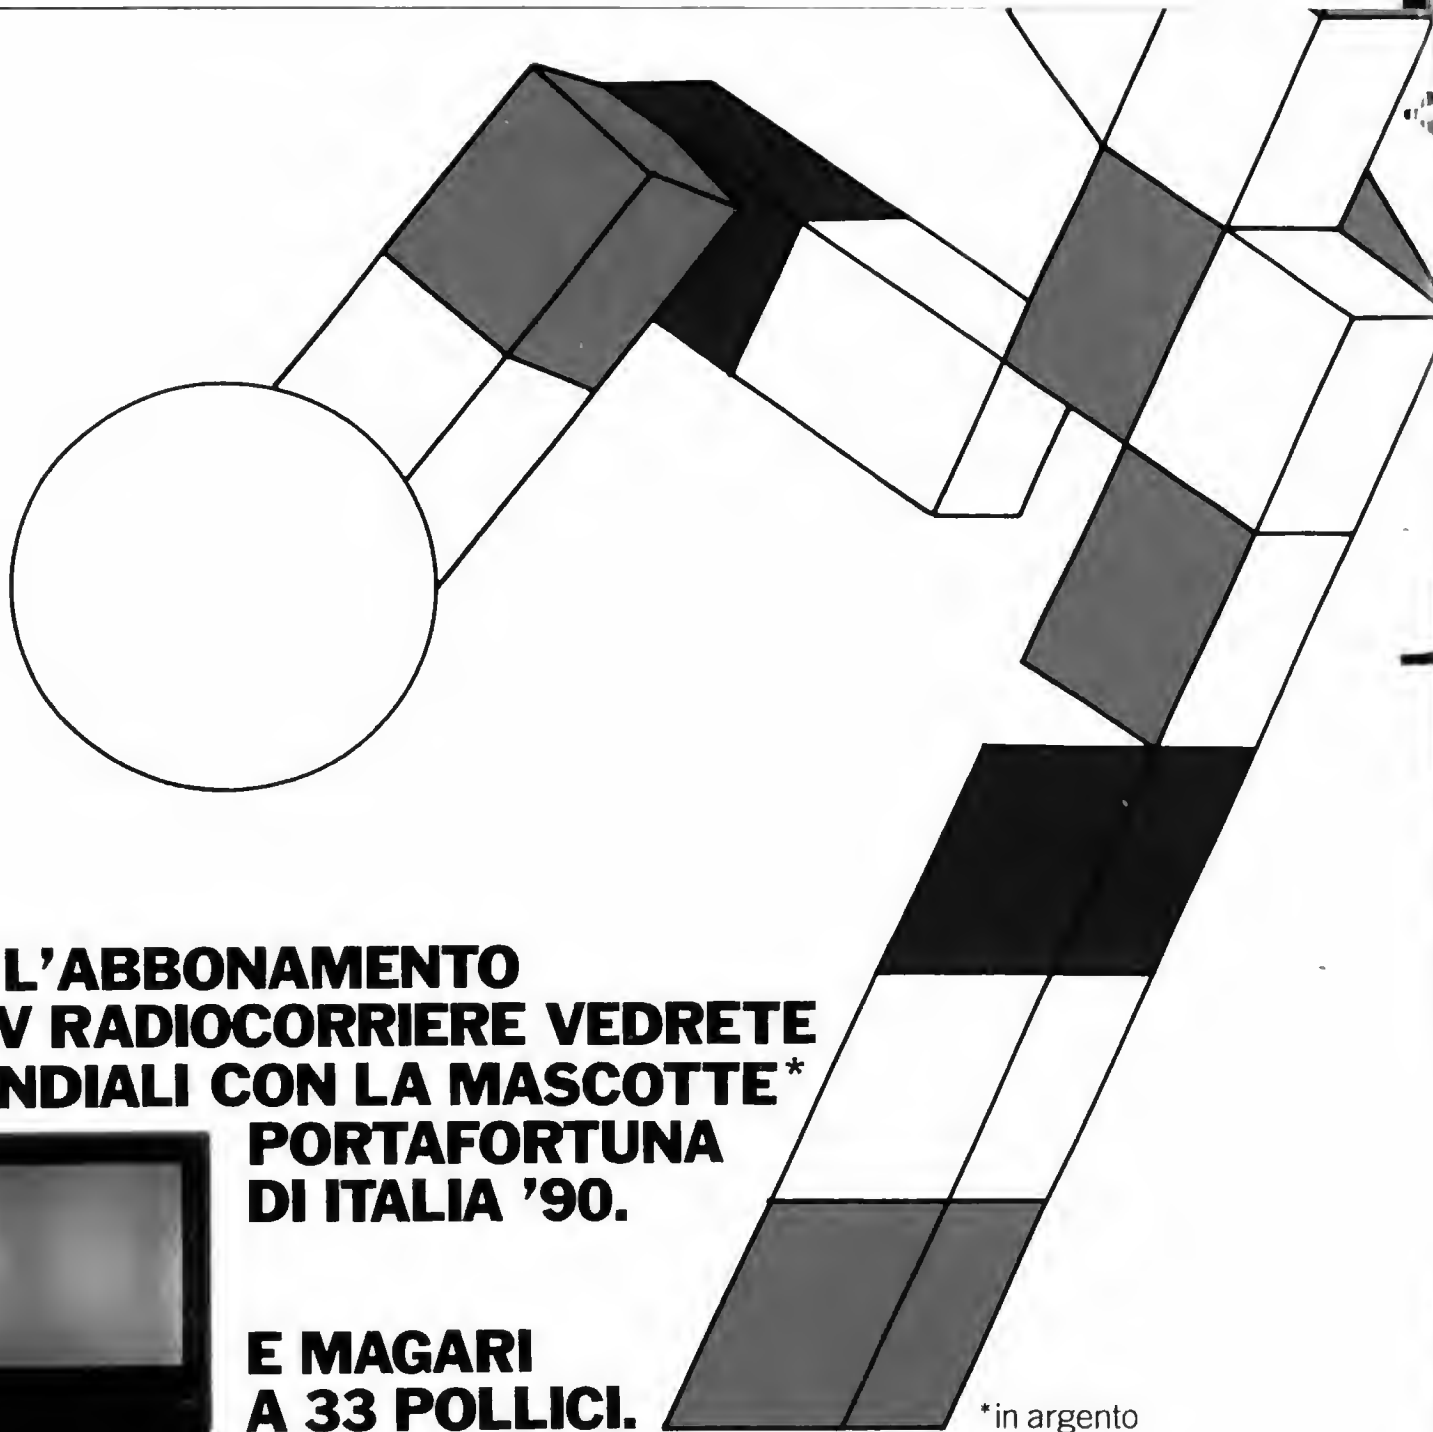 L'ABBONAMENTO
V RADIOCORRIERE VEDRETE
NDIALI CON LA MASCOTTE*
PORTAFORTUNA
DI ITALIA '90.
E MAGARI
A 33 POLLICI.
*in argento